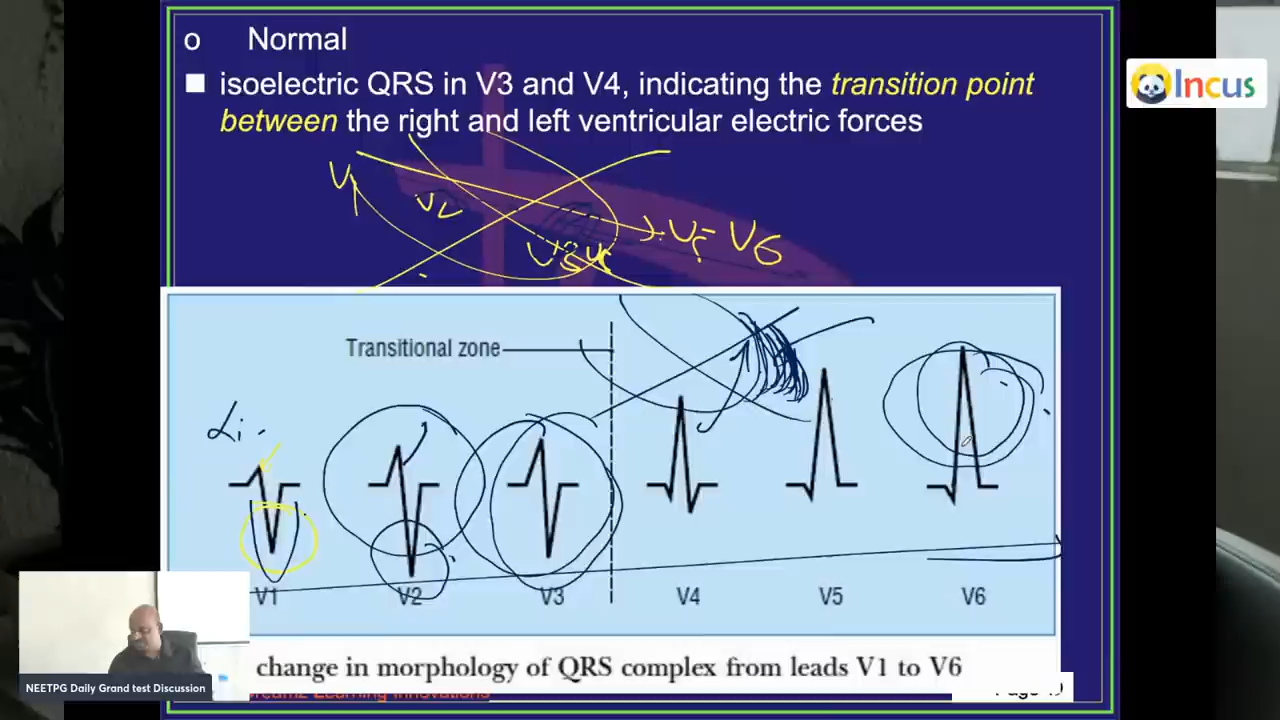 o Normal
Incus
isoelectric QRS in V3 and V4, indicating the transition point
between the right and left ventricular electric forces
V1
V2
V6
Transitional zone
V1 V2 V3 V4 V5 V6
change in morphology of QRS complex from leads V1 to V6
NEETPG Daily Grand test Discussion